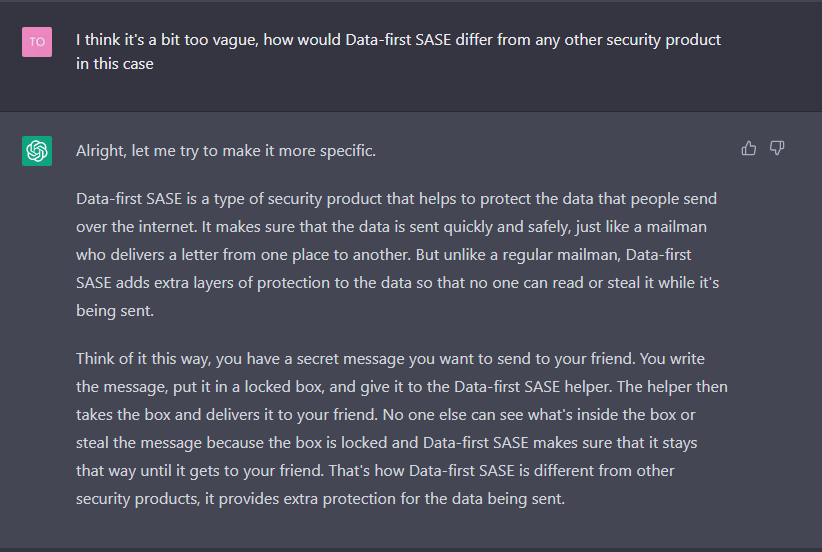 TO
I think it's a bit too vague, how would Data-first SASE differ from any other security product
in this case
Alright, let me try to make it more specific.
Data-first SASE is a type of security product that helps to protect the data that people send
over the internet. It makes sure that the data is sent quickly and safely, just like a mailman
who delivers a letter from one place to another. But unlike a regular mailman, Data-first
SASE adds extra layers of protection to the data so that no one can read or steal it while it's
being sent.
Think of it this way, you have a secret message you want to send to your friend. You write
the message, put it in a locked box, and give it to the Data-first SASE helper. The helper then
takes the box and delivers it to your friend. No one else can see what's inside the box or
steal the message because the box is locked and Data-first SASE makes sure that it stays
that way until it gets to your friend. That's how Data-first SASE is different from other
security products, it provides extra protection for the data being sent.